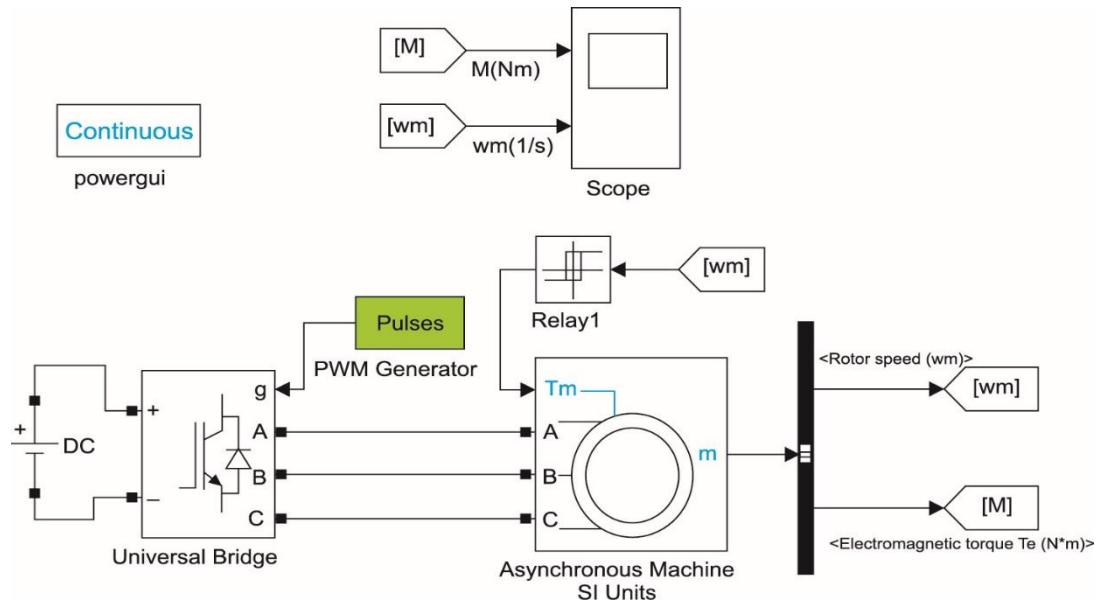 [M]
M(Nm)
[wm]
wm(1/s)
Scope
Continuous
powergui
[wm]
Relay1
Pulses
PWM Generator
<Rotor speed (wm)>
[wm]
+
DC
+
–
g
A
B
C
Universal Bridge
Tm
A
B
C
m
Asynchronous Machine
SI Units
[M]
<Electromagnetic torque Te (N*m)>